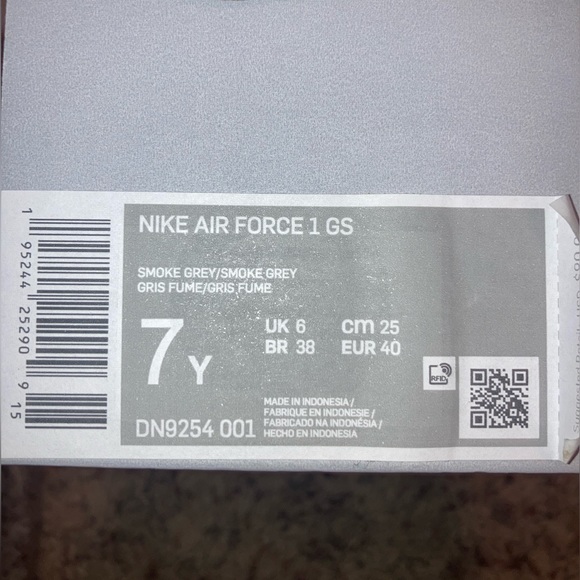 NIKE AIR FORCE 1 GS
SMOKE GREY/SMOKE GREY
GRIS FUME/GRIS FUME
7 Y
UK 6 cm 25
BR 38 EUR 40
DN9254 001
MADE IN INDONESIA /
FABRIQUE EN INDONESIE /
FABRICADO NA INDONÉSIA /
HECHO EN INDONESIA
RFID
1 95244 25290 9 15